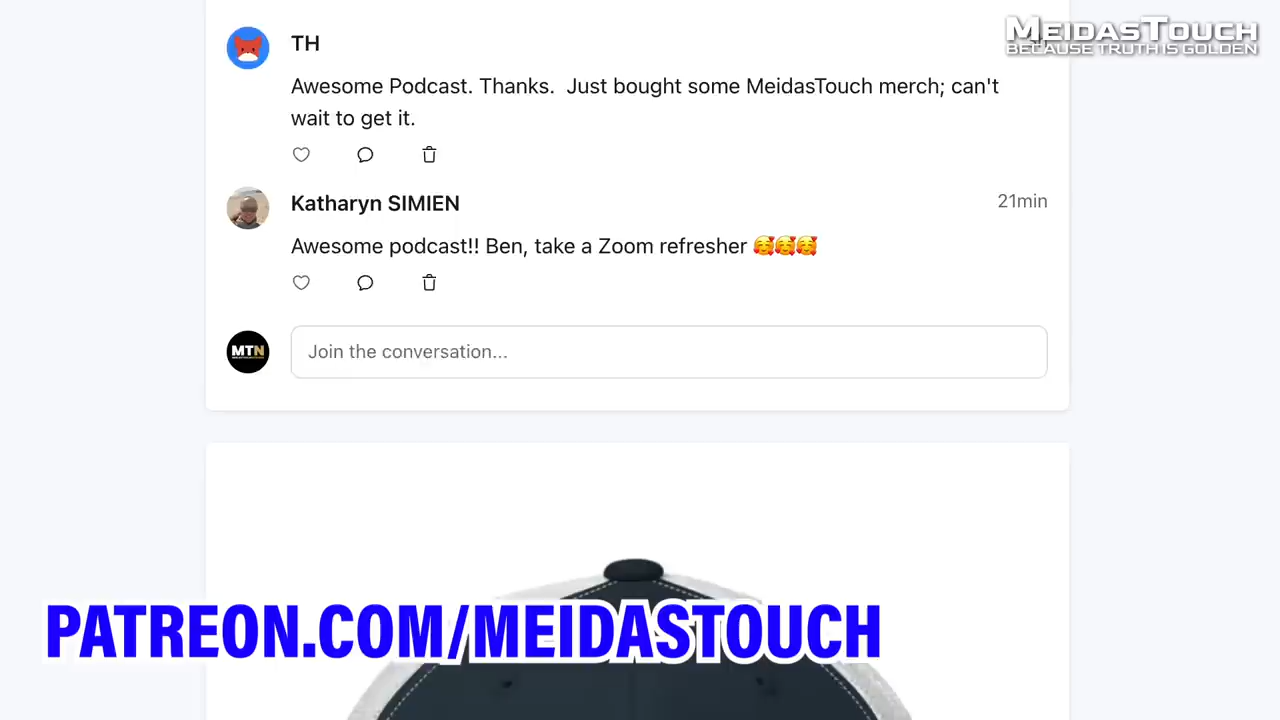 MEIDASTOUCH
BECAUSE TRUTH IS GOLDEN
TH
Awesome Podcast. Thanks.  Just bought some MeidasTouch merch; can't
wait to get it.
Katharyn SIMIEN
21min
Awesome podcast!! Ben, take a Zoom refresher 🥰🥰🥰
MTN
Join the conversation...
PATREON.COM/MEIDASTOUCH